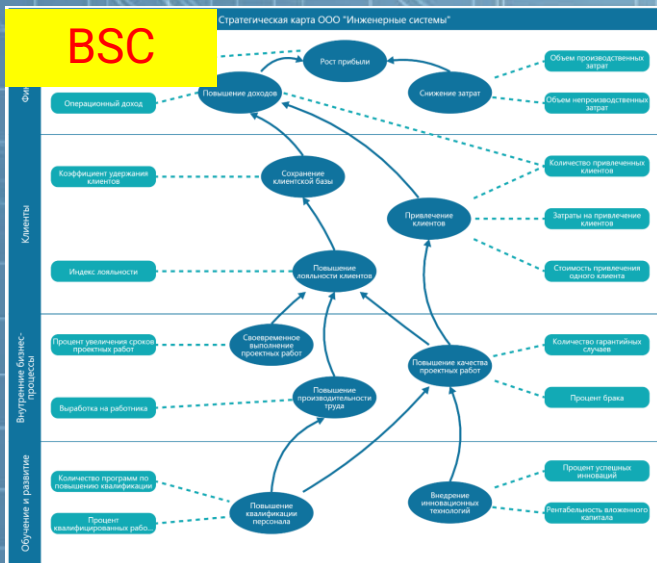 Стратегическая карта ООО "Инженерные системы"
BSC
Рост прибыли
Объем производственных
затрат
Операционный доход
Повышение доходов
Снижение затрат
Объем непроизводственных
затрат
Клиенты
Коэффициент удержания
клиентов
Сохранение
клиентской базы
Количество привлеченных
клиентов
Привлечение
клиентов
Затраты на привлечение
клиентов
Индекс лояльности
Повышение
лояльности клиентов
Стоимость привлечения
одного клиента
Внутренние бизнес-
процессы
Процент увеличения сроков
проектных работ
Своевременное
выполнение
проектных работ
Количество гарантийных
случаев
Повышение качества
проектных работ
Выработка на работника
Повышение
производительности
труда
Процент брака
Обучение и развитие
Количество программ по
повышению квалификации
Процент успешных
инноваций
Процент
квалифицированных рабо...
Повышение
квалификации
персонала
Внедрение
инновационных
технологий
Рентабельность вложенного
капитала